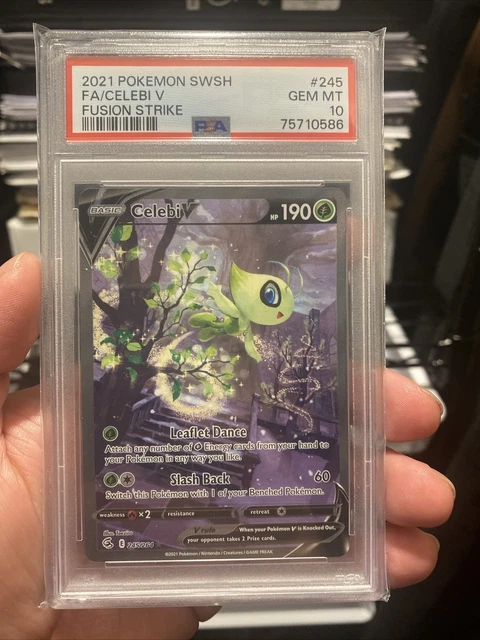 2021 POKEMON SWSH #245
FA/CELEBI V GEM MT
FUSION STRIKE 10
PSA 75710586
BASIC Celebi V HP 190
Leaflet Dance
Attach any number of Energy cards from your hand to
your Pokémon in any way you like.
Slash Back 60
Switch this Pokémon with 1 of your Benched Pokémon.
weakness ×2 resistance retreat
V rule When your Pokémon V is Knocked Out,
your opponent takes 2 Prize cards.
Illus.
E 245/264
©2021 Pokémon / Nintendo / Creatures / GAME FREAK